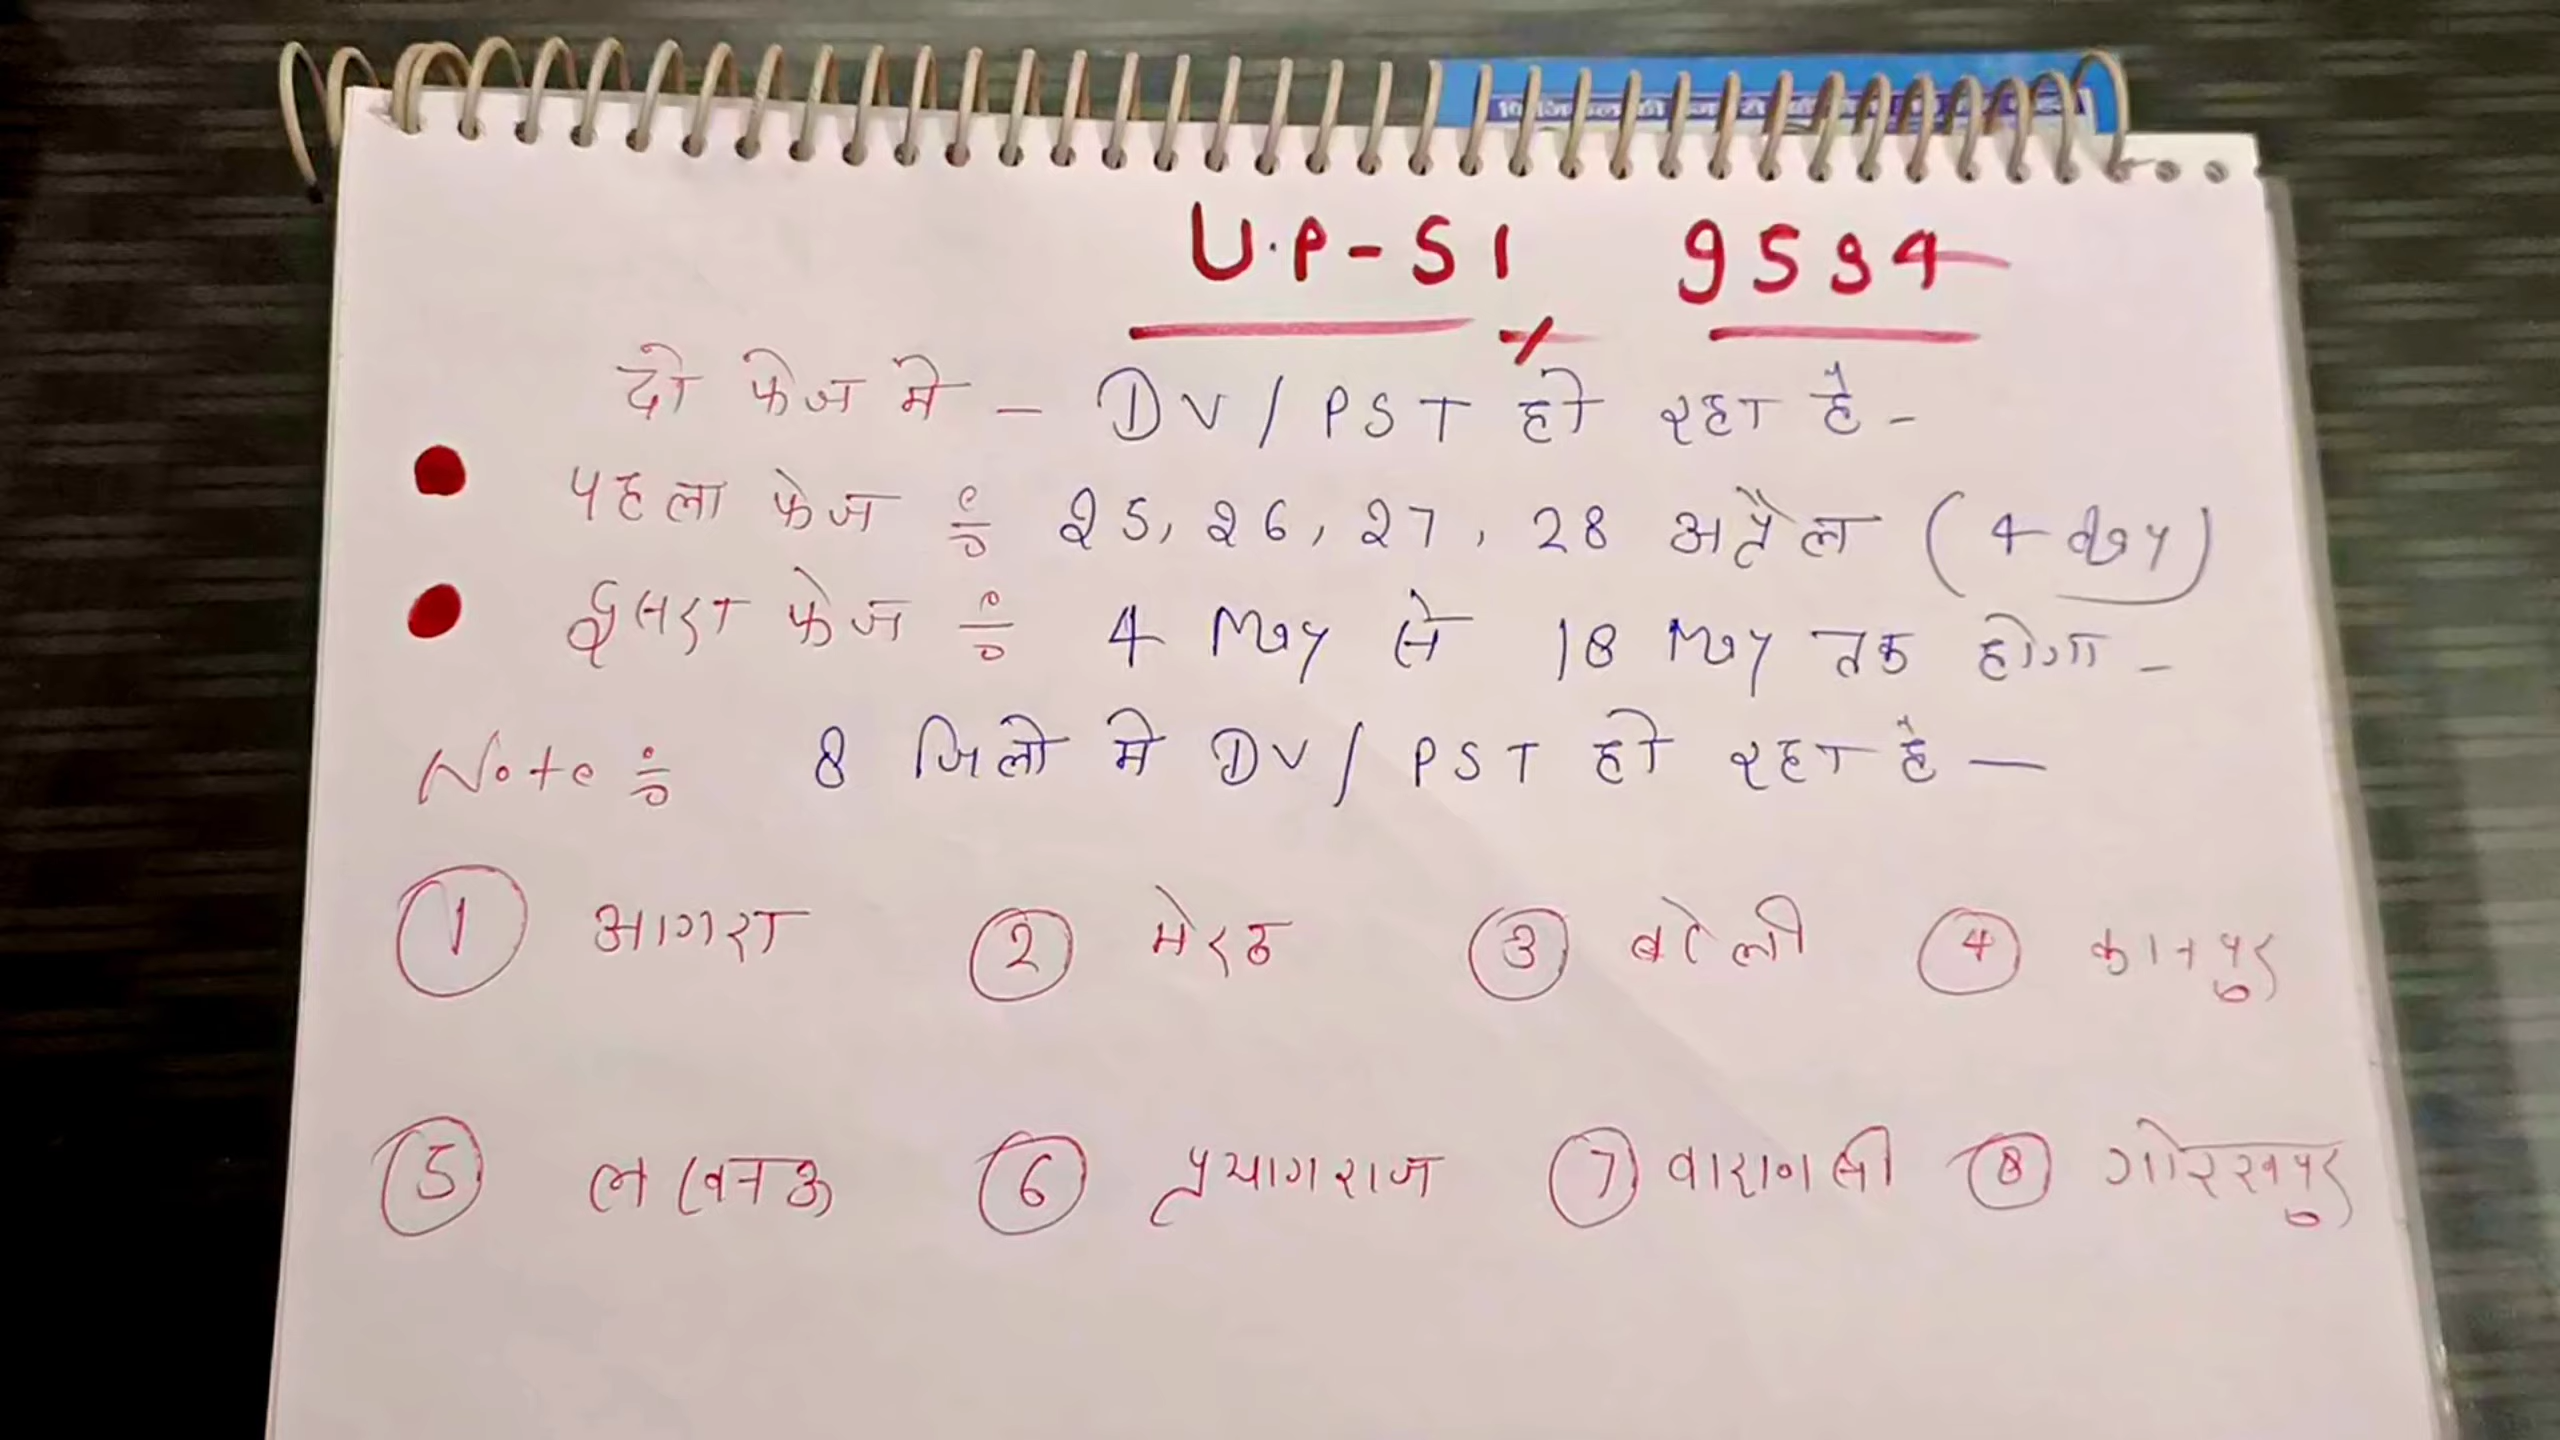 U.P-SI 9534
दो फेज मे - DV/PST हो रहा है -
पहला फेज ÷ 25, 26, 27, 28 अप्रैल (4 day)
दुसरा फेज ÷ 4 May से 18 May तक होगा -
Note ÷ 8 जिलो मे DV/PST हो रहा है —
① आगरा ② मेरठ ③ बरेली ④ कानपुर
⑤ लखनऊ ⑥ प्रयागराज ⑦ वाराणसी ⑧ गोरखपुर